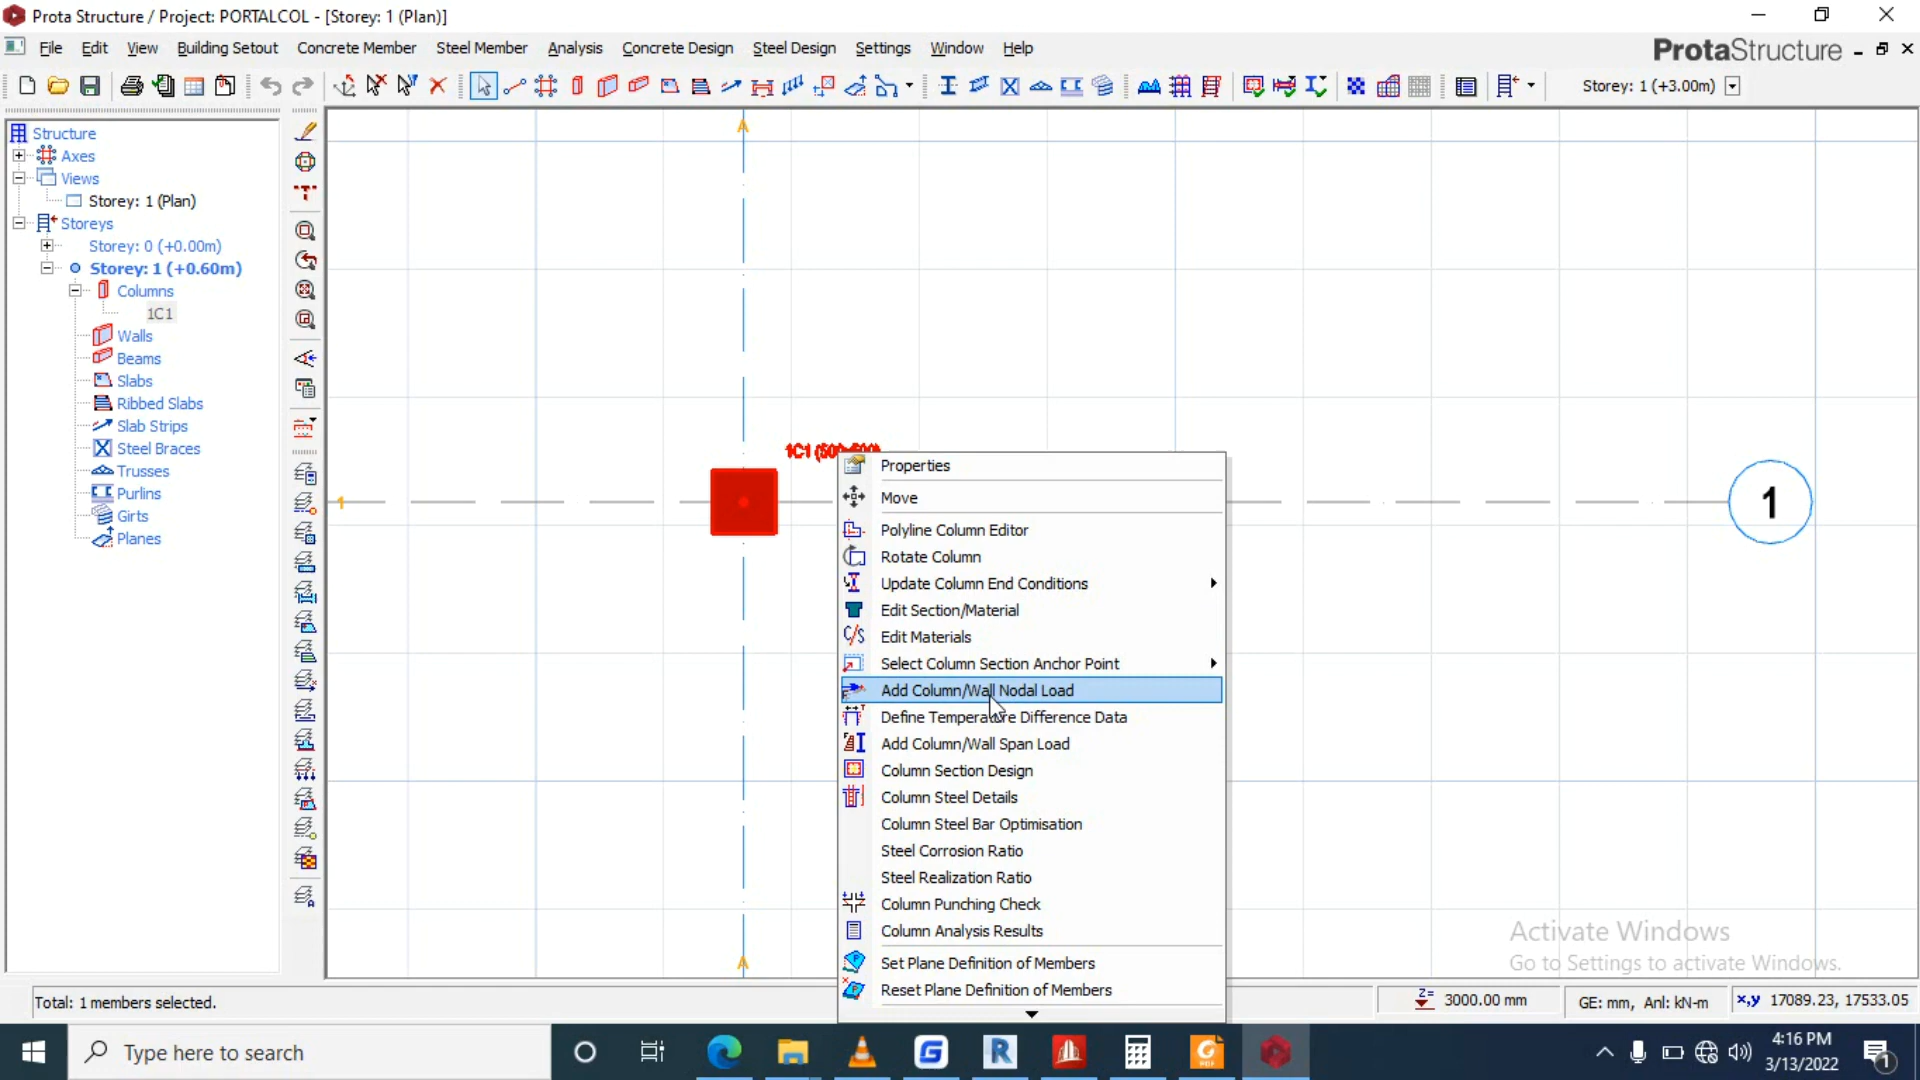 Prota Structure / Project: PORTALCOL - [Storey: 1 (Plan)]
File Edit View Building Setout Concrete Member Steel Member Analysis Concrete Design Steel Design Settings Window Help
ProtaStructure
Storey: 1 (+3.00m)
Structure
Axes
Views
Storey: 1 (Plan)
Storeys
Storey: 0 (+0.00m)
Storey: 1 (+0.60m)
Columns
1C1
Walls
Beams
Slabs
Ribbed Slabs
Slab Strips
Steel Braces
Trusses
Purlins
Girts
Planes
A
1C1 (500x500)
1
1
A
Properties
Move
Polyline Column Editor
Rotate Column
Update Column End Conditions
Edit Section/Material
Edit Materials
Select Column Section Anchor Point
Add Column/Wall Nodal Load
Define Temperature Difference Data
Add Column/Wall Span Load
Column Section Design
Column Steel Details
Column Steel Bar Optimisation
Steel Corrosion Ratio
Steel Realization Ratio
Column Punching Check
Column Analysis Results
Set Plane Definition of Members
Reset Plane Definition of Members
Activate Windows
Go to Settings to activate Windows.
Total: 1 members selected.
Z= 3000.00 mm
GE: mm, Anl: kN-m
x,y 17089.23, 17533.05
Type here to search
4:16 PM
3/13/2022
1